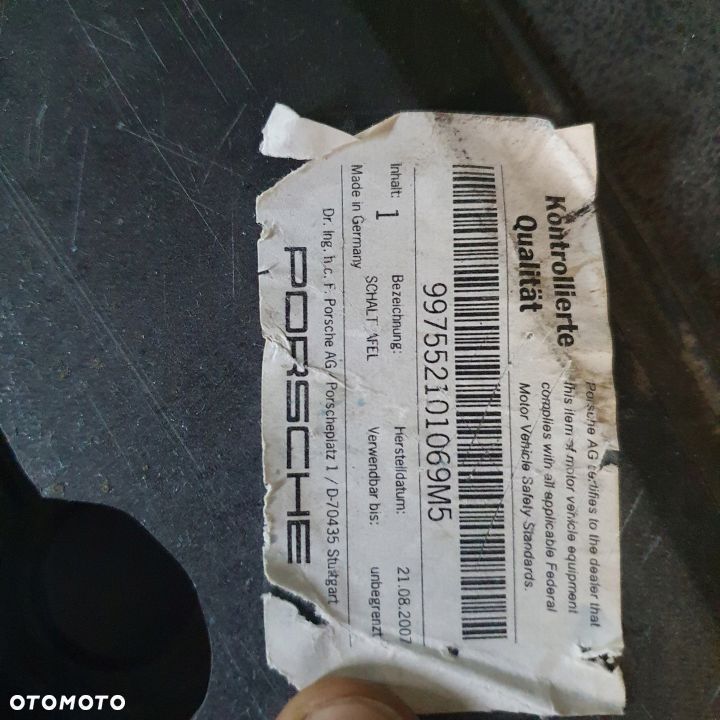 Kontrollierte
Qualität
Porsche AG certifies to the dealer that
this item of motor vehicle equipment
complies with all applicable Federal
Motor Vehicle Safety Standards.
997552101069M5
Inhalt: Bezeichnung: Herstelldatum: 21.08.2007
1 SCHALT AFEL Verwendbar bis: unbegrenzt
Made in Germany
Dr. Ing. h.c. F. Porsche AG / Porscheplatz 1 / D-70435 Stuttgart
PORSCHE
OTOMOTO